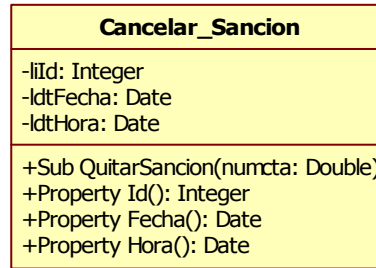 Cancelar_Sancion
-liId: Integer
-ldtFecha: Date
-ldtHora: Date
+Sub QuitarSancion(numcta: Double)
+Property Id(): Integer
+Property Fecha(): Date
+Property Hora(): Date